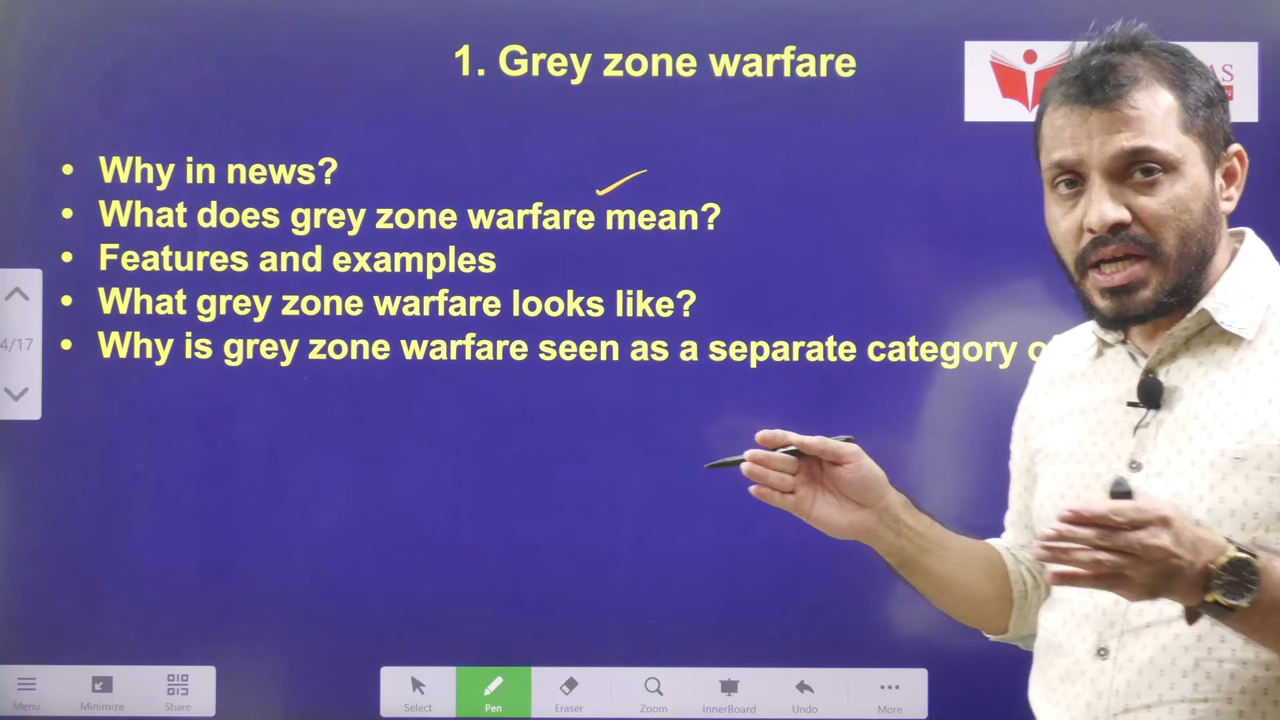 1. Grey zone warfare
AS
• Why in news?
• What does grey zone warfare mean?
• Features and examples
• What grey zone warfare looks like?
• Why is grey zone warfare seen as a separate category
4/17
Menu
Minimize
Share
Select
Pen
Eraser
Zoom
InnerBoard
Undo
More